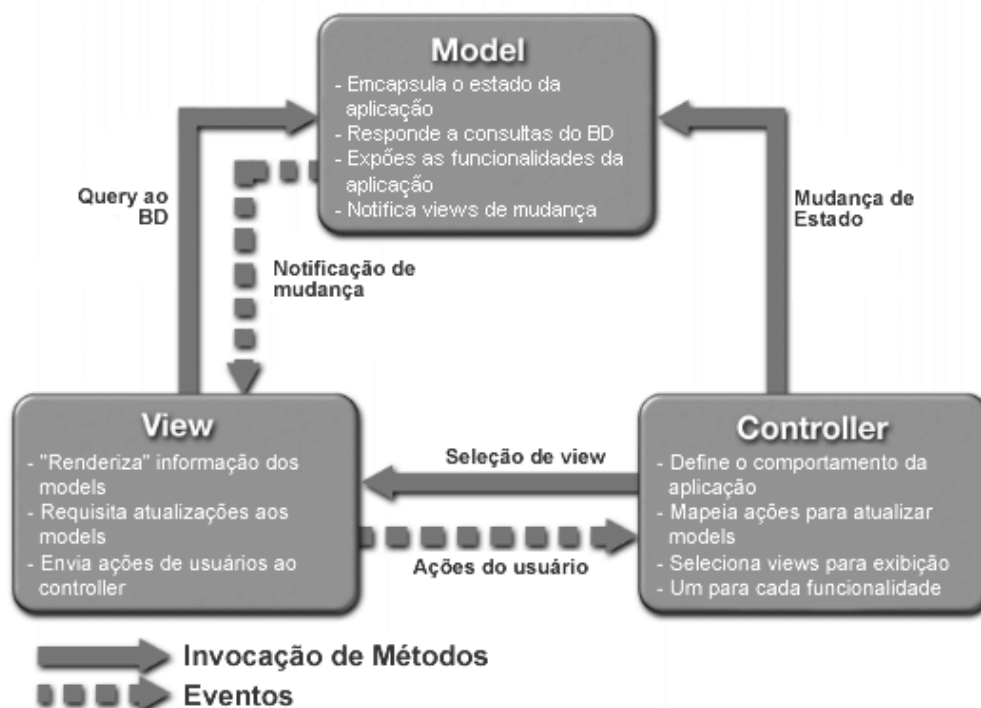 Model
- Emcapsula o estado da
aplicação
- Responde a consultas do BD
- Expões as funcionalidades da
aplicação
- Notifica views de mudança
Query ao
BD
Mudança de
Estado
Notificação de
mudança
View
- "Renderiza" informação dos
models
- Requisita atualizações aos
models
- Envia ações de usuários ao
controller
Seleção de view
Ações do usuário
Controller
- Define o comportamento da
aplicação
- Mapeia ações para atualizar
models
- Seleciona views para exibição
- Um para cada funcionalidade
Invocação de Métodos
Eventos